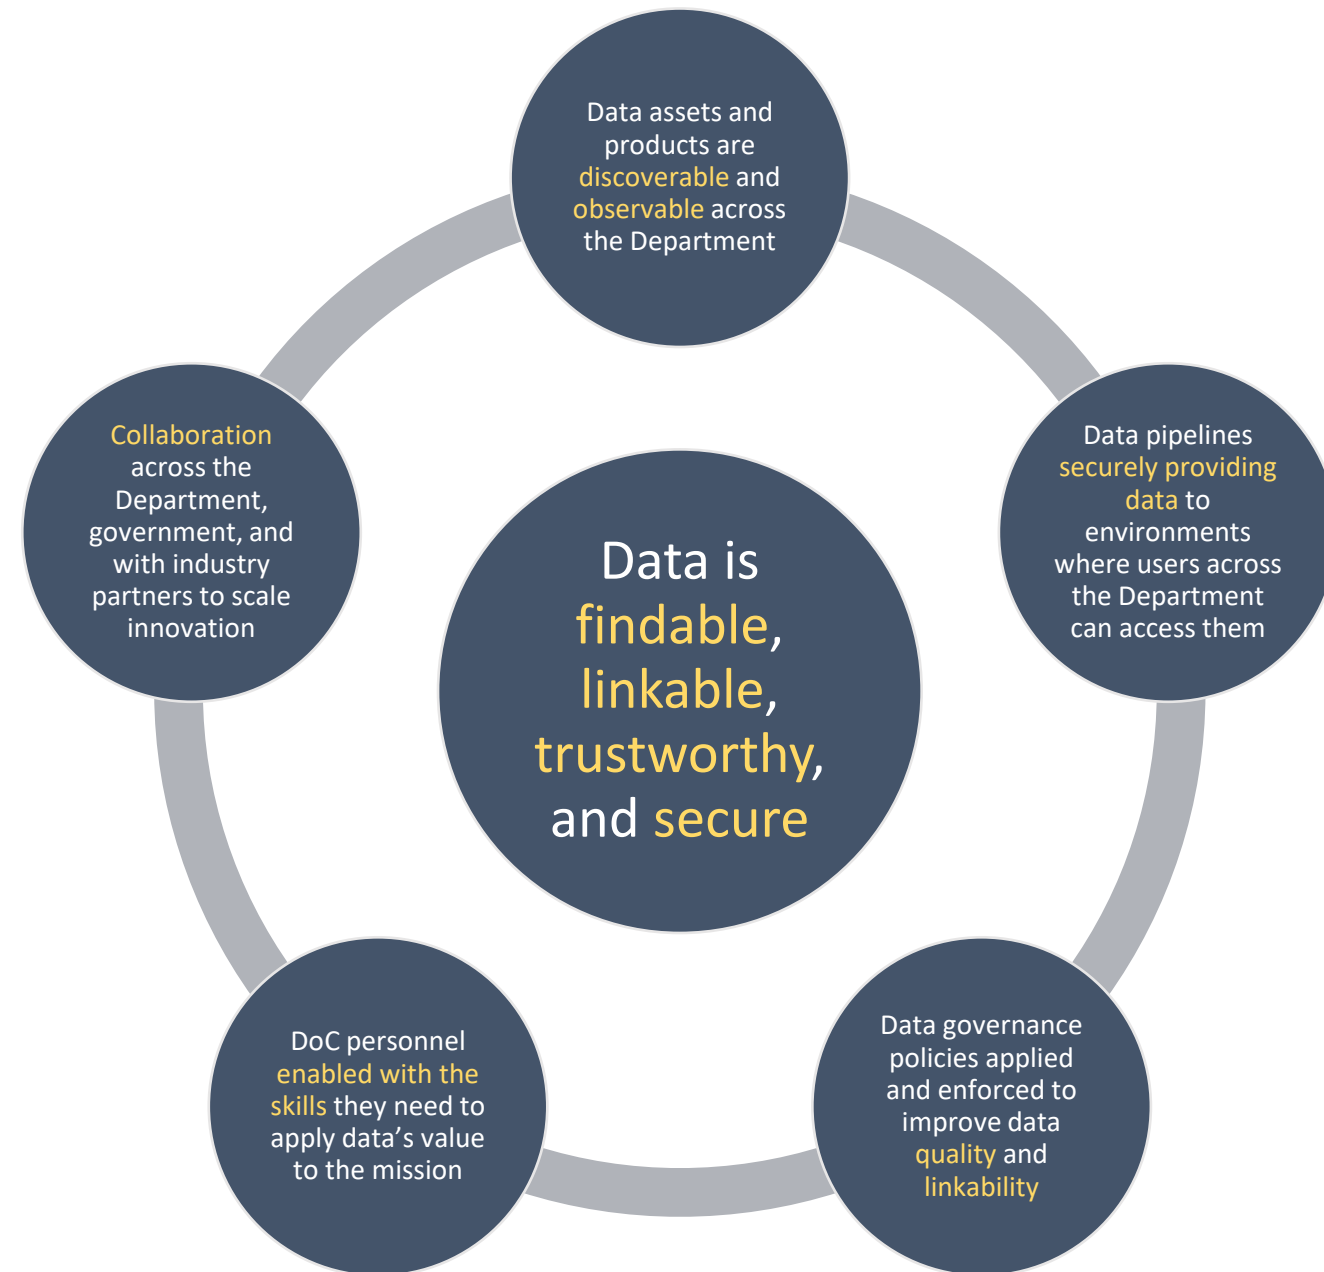 Data assets and
products are
discoverable and
observable across
the Department
Collaboration
across the
Department,
government, and
with industry
partners to scale
innovation
Data pipelines
securely providing
data to
environments
where users across
the Department
can access them
Data is
findable,
linkable,
trustworthy,
and secure
DoC personnel
enabled with the
skills they need to
apply data’s value
to the mission
Data governance
policies applied
and enforced to
improve data
quality and
linkability